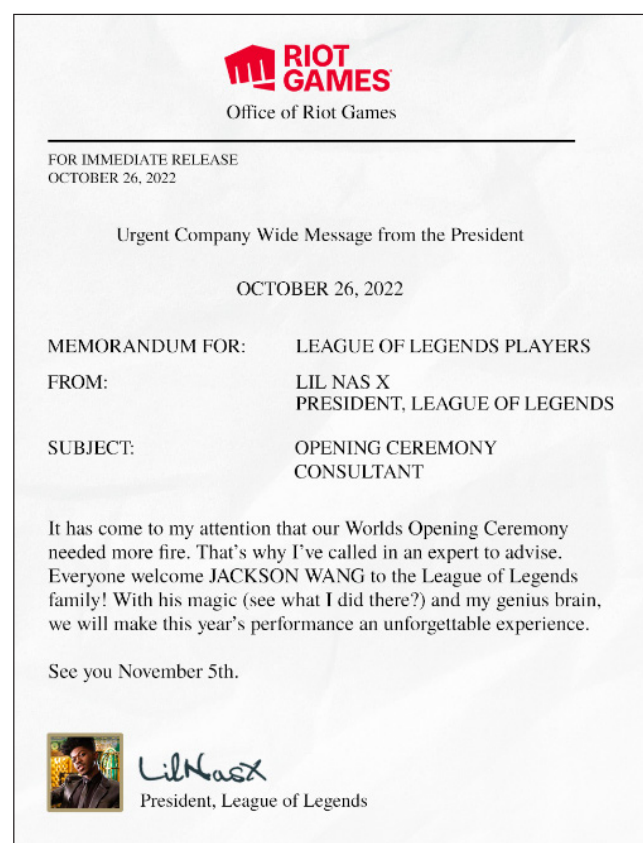 RIOT
GAMES
Office of Riot Games
FOR IMMEDIATE RELEASE
OCTOBER 26, 2022
Urgent Company Wide Message from the President
OCTOBER 26, 2022
MEMORANDUM FOR: LEAGUE OF LEGENDS PLAYERS
FROM: LIL NAS X
PRESIDENT, LEAGUE OF LEGENDS
SUBJECT: OPENING CEREMONY
CONSULTANT
It has come to my attention that our Worlds Opening Ceremony
needed more fire. That’s why I’ve called in an expert to advise.
Everyone welcome JACKSON WANG to the League of Legends
family! With his magic (see what I did there?) and my genius brain,
we will make this year’s performance an unforgettable experience.
See you November 5th.
Lil Nas X
President, League of Legends